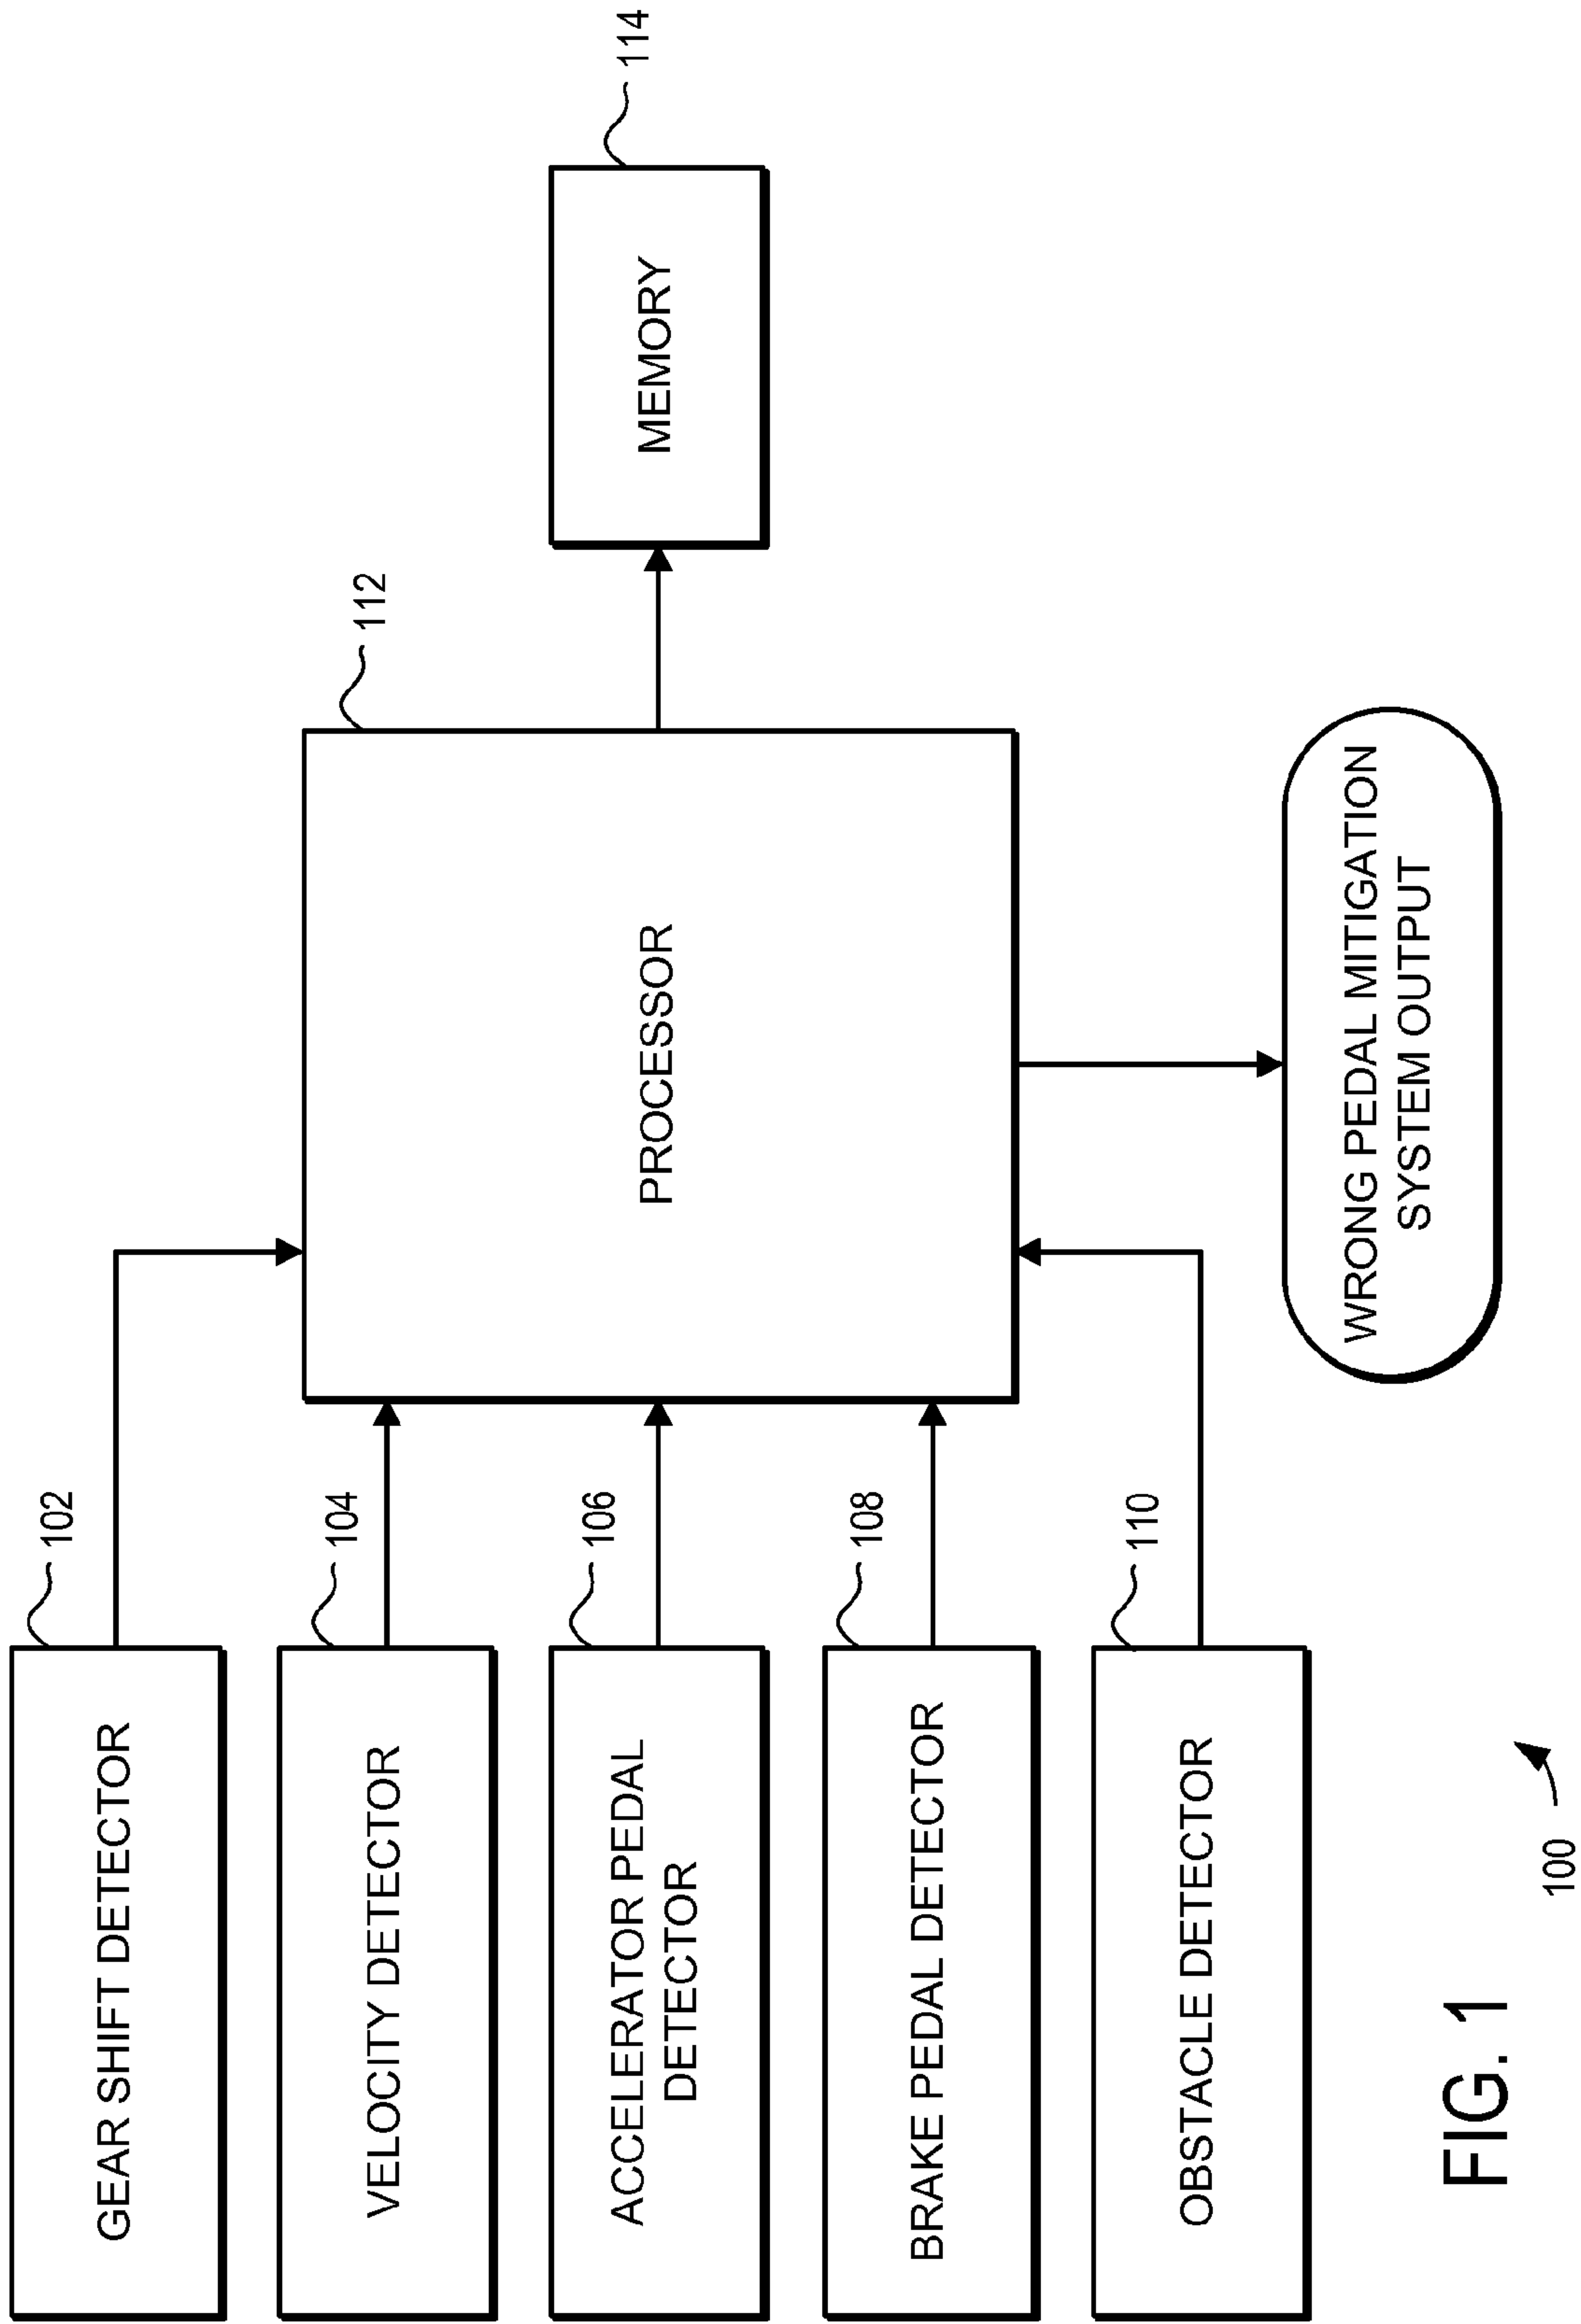 102
GEAR SHIFT DETECTOR
104
VELOCITY DETECTOR
106
ACCELERATOR PEDAL
DETECTOR
108
BRAKE PEDAL DETECTOR
110
OBSTACLE DETECTOR
112
PROCESSOR
114
MEMORY
WRONG PEDAL MITIGATION
SYSTEM OUTPUT
100
FIG. 1